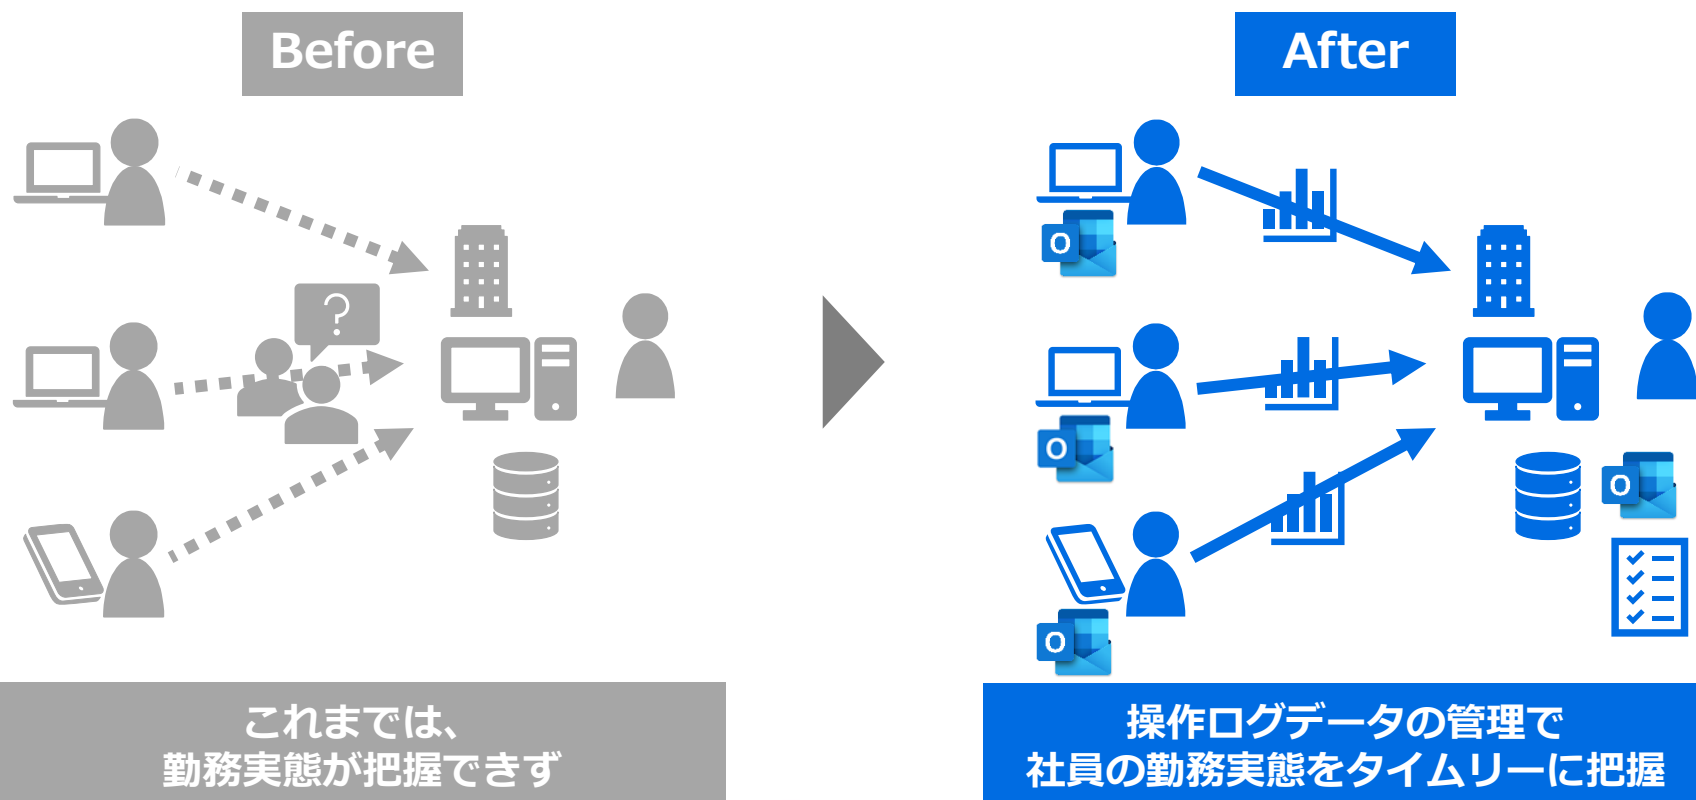 Before
After
?
O
O
O
O
これまでは、
勤務実態が把握できず
操作ログデータの管理で
社員の勤務実態をタイムリーに把握